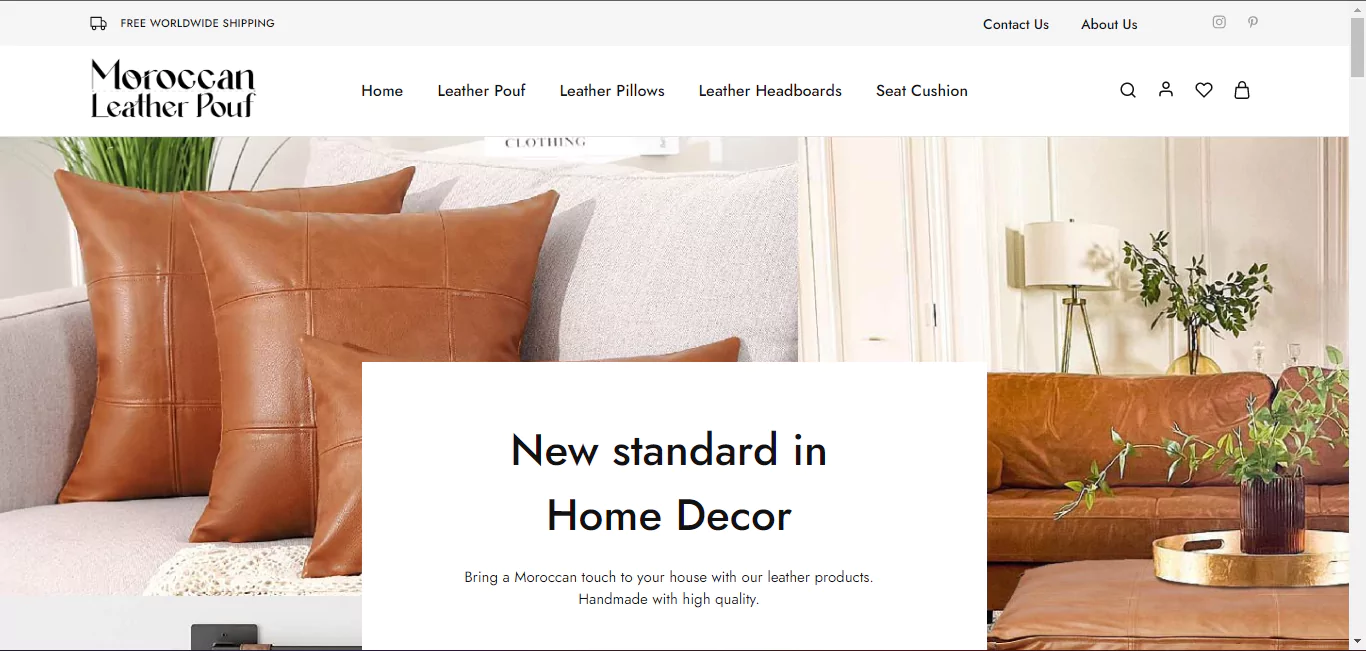 FREE WORLDWIDE SHIPPING
Contact Us
About Us
Moroccan
Leather Pouf
Home
Leather Pouf
Leather Pillows
Leather Headboards
Seat Cushion
CLOTHING
New standard in
Home Decor
Bring a Moroccan touch to your house with our leather products.
Handmade with high quality.